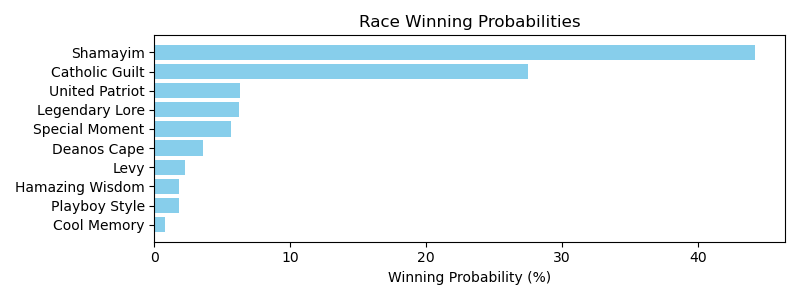 Race Winning Probabilities
Shamayim
Catholic Guilt
United Patriot
Legendary Lore
Special Moment
Deanos Cape
Levy
Hamazing Wisdom
Playboy Style
Cool Memory
0 10 20 30 40
Winning Probability (%)